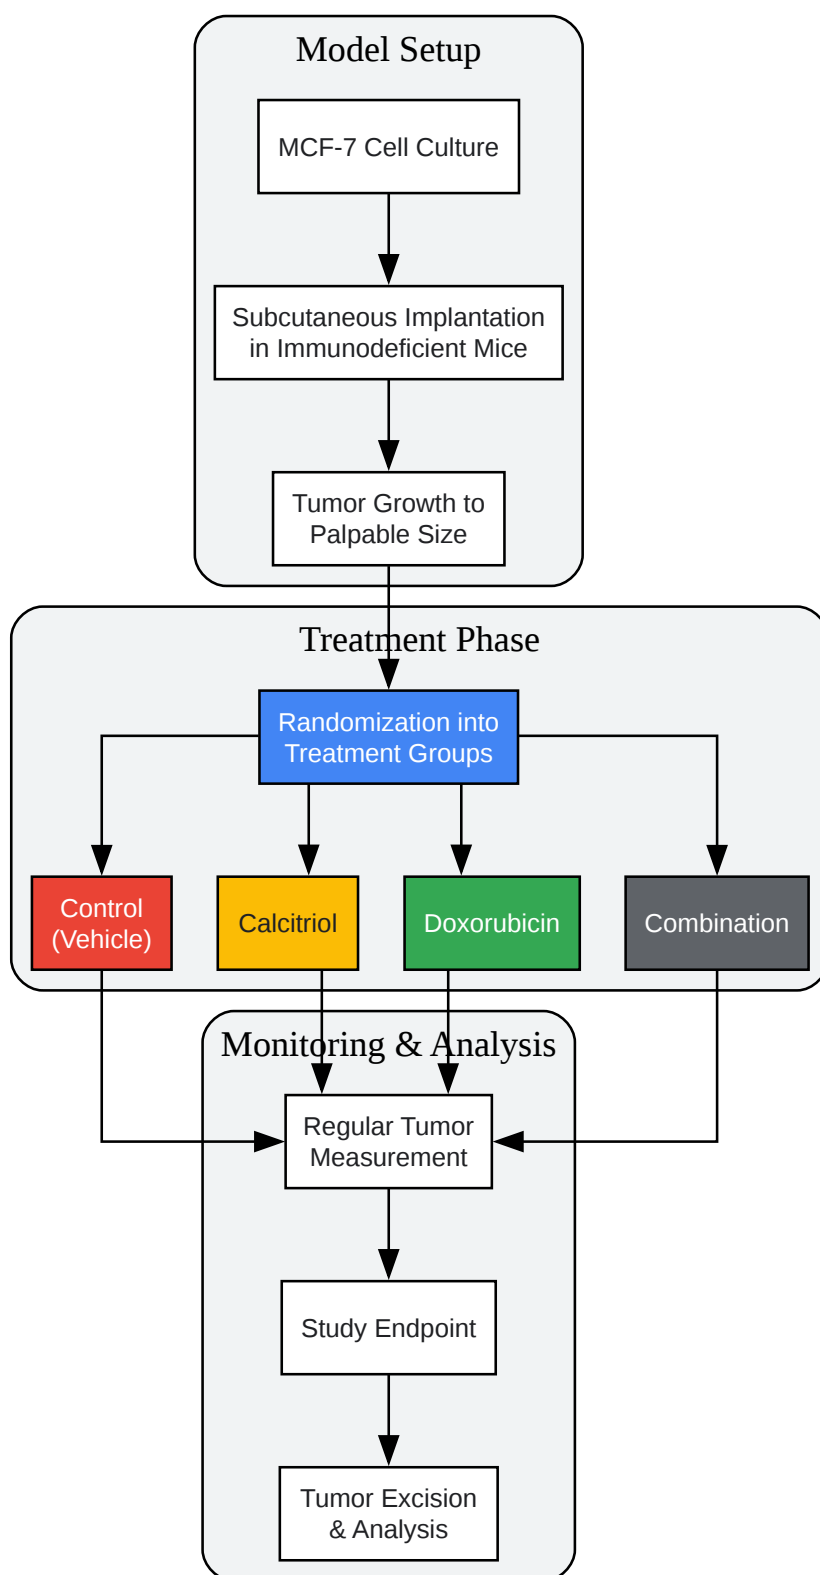 Model Setup
MCF-7 Cell Culture
Subcutaneous Implantation
in Immunodeficient Mice
Tumor Growth to
Palpable Size
Treatment Phase
Randomization into
Treatment Groups
Control
(Vehicle)
Calcitriol
Doxorubicin
Combination
Monitoring & Analysis
Regular Tumor
Measurement
Study Endpoint
Tumor Excision
& Analysis